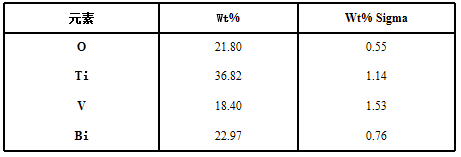 元素 Wt% Wt% Sigma
O 21.80 0.55
Ti 36.82 1.14
V 18.40 1.53
Bi 22.97 0.76